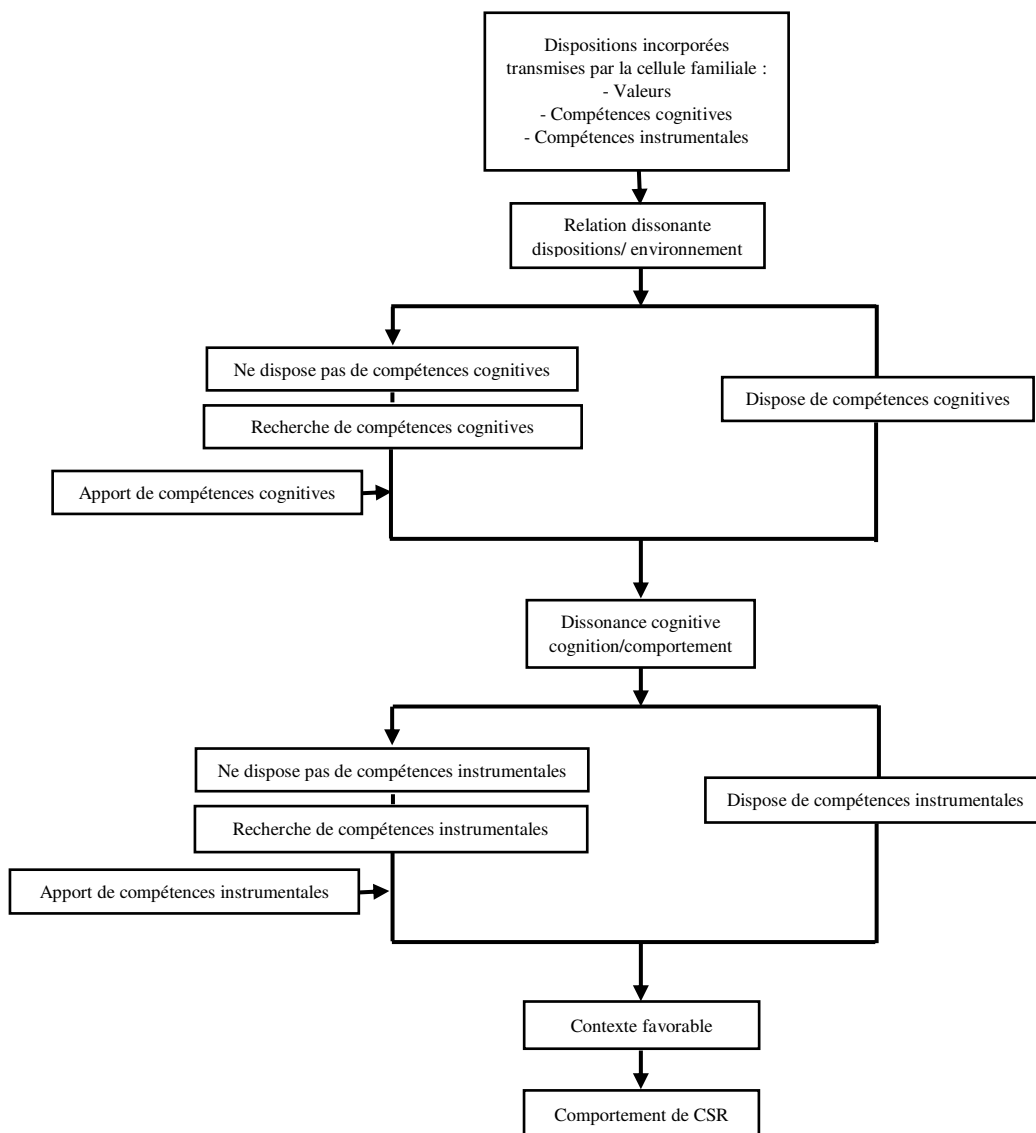 Dispositions incorporées
transmises par la cellule familiale :
- Valeurs
- Compétences cognitives
- Compétences instrumentales
Relation dissonante
dispositions/ environnement
Ne dispose pas de compétences cognitives
Dispose de compétences cognitives
Recherche de compétences cognitives
Apport de compétences cognitives
Dissonance cognitive
cognition/comportement
Ne dispose pas de compétences instrumentales
Dispose de compétences instrumentales
Recherche de compétences instrumentales
Apport de compétences instrumentales
Contexte favorable
Comportement de CSR